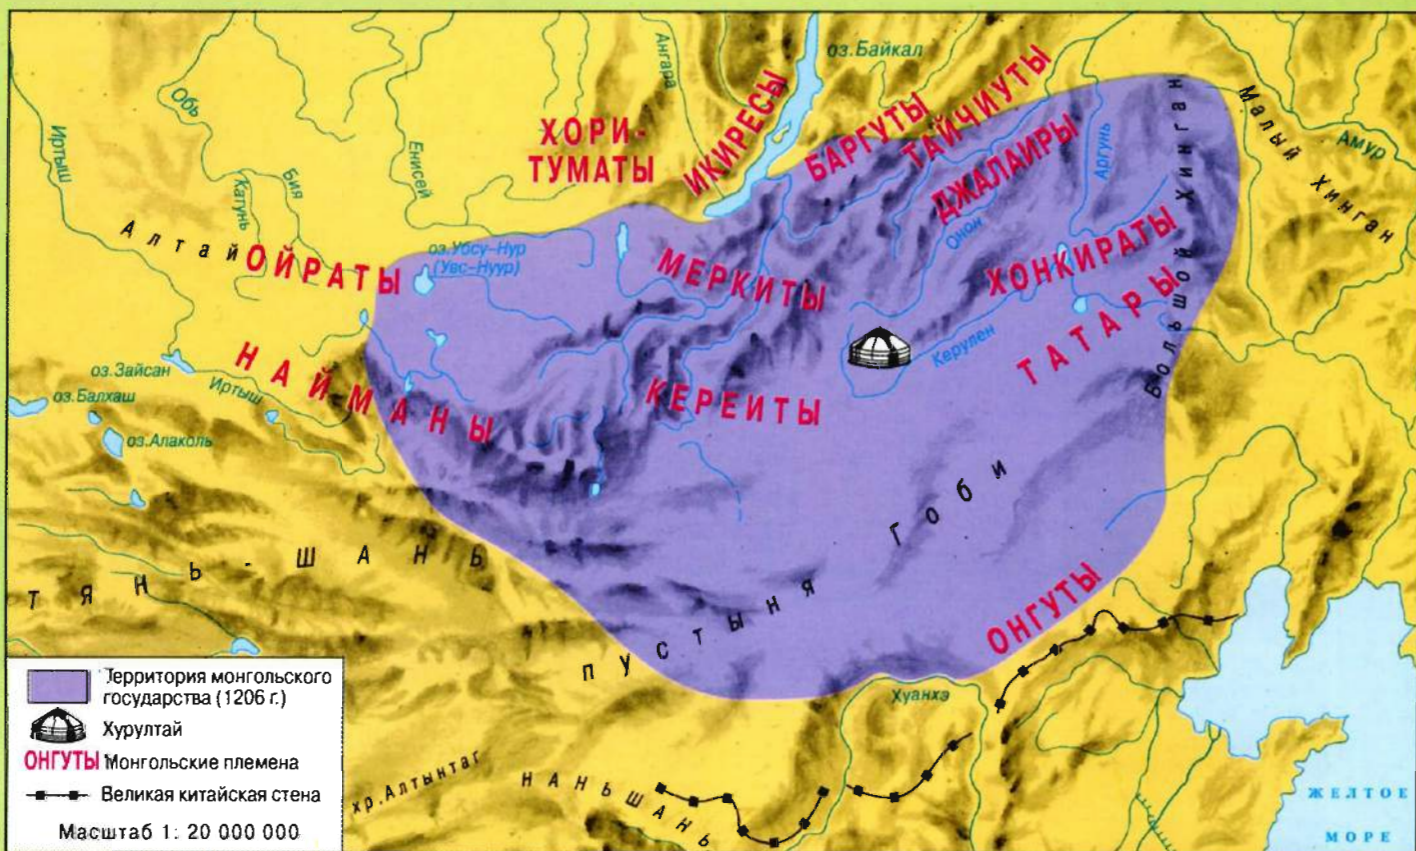 оз.Байкал
Ангара
Обь
Иртыш
Енисей
Бия
Катунь
ХОРИ-
ТУМАТЫ
ИКИРЕСЫ
БАРГУТЫ
ТАЙЧИУТЫ
ДЖАЛАИРЫ
Аргунь
Онон
Большой Хинган
Малый Хинган
Амур
Алтай
ОЙРАТЫ
оз.Убсу-Нур
(Увс-Нуур)
МЕРКИТЫ
ХОНКИРАТЫ
ТАТАРЫ
Керулен
НАЙМАНЫ
КЕРЕИТЫ
оз.Зайсан
Иртыш
оз.Балхаш
оз.Алаколь
ТЯНЬ-ШАНЬ
пустыня Гоби
ОНГУТЫ
Хуанхэ
хр.Алтынтаг
НАНЬШАНЬ
ЖЕЛТОЕ
МОРЕ
Территория монгольского
государства (1206 г.)
Хурултай
ОНГУТЫ Монгольские племена
Великая китайская стена
Масштаб 1: 20 000 000